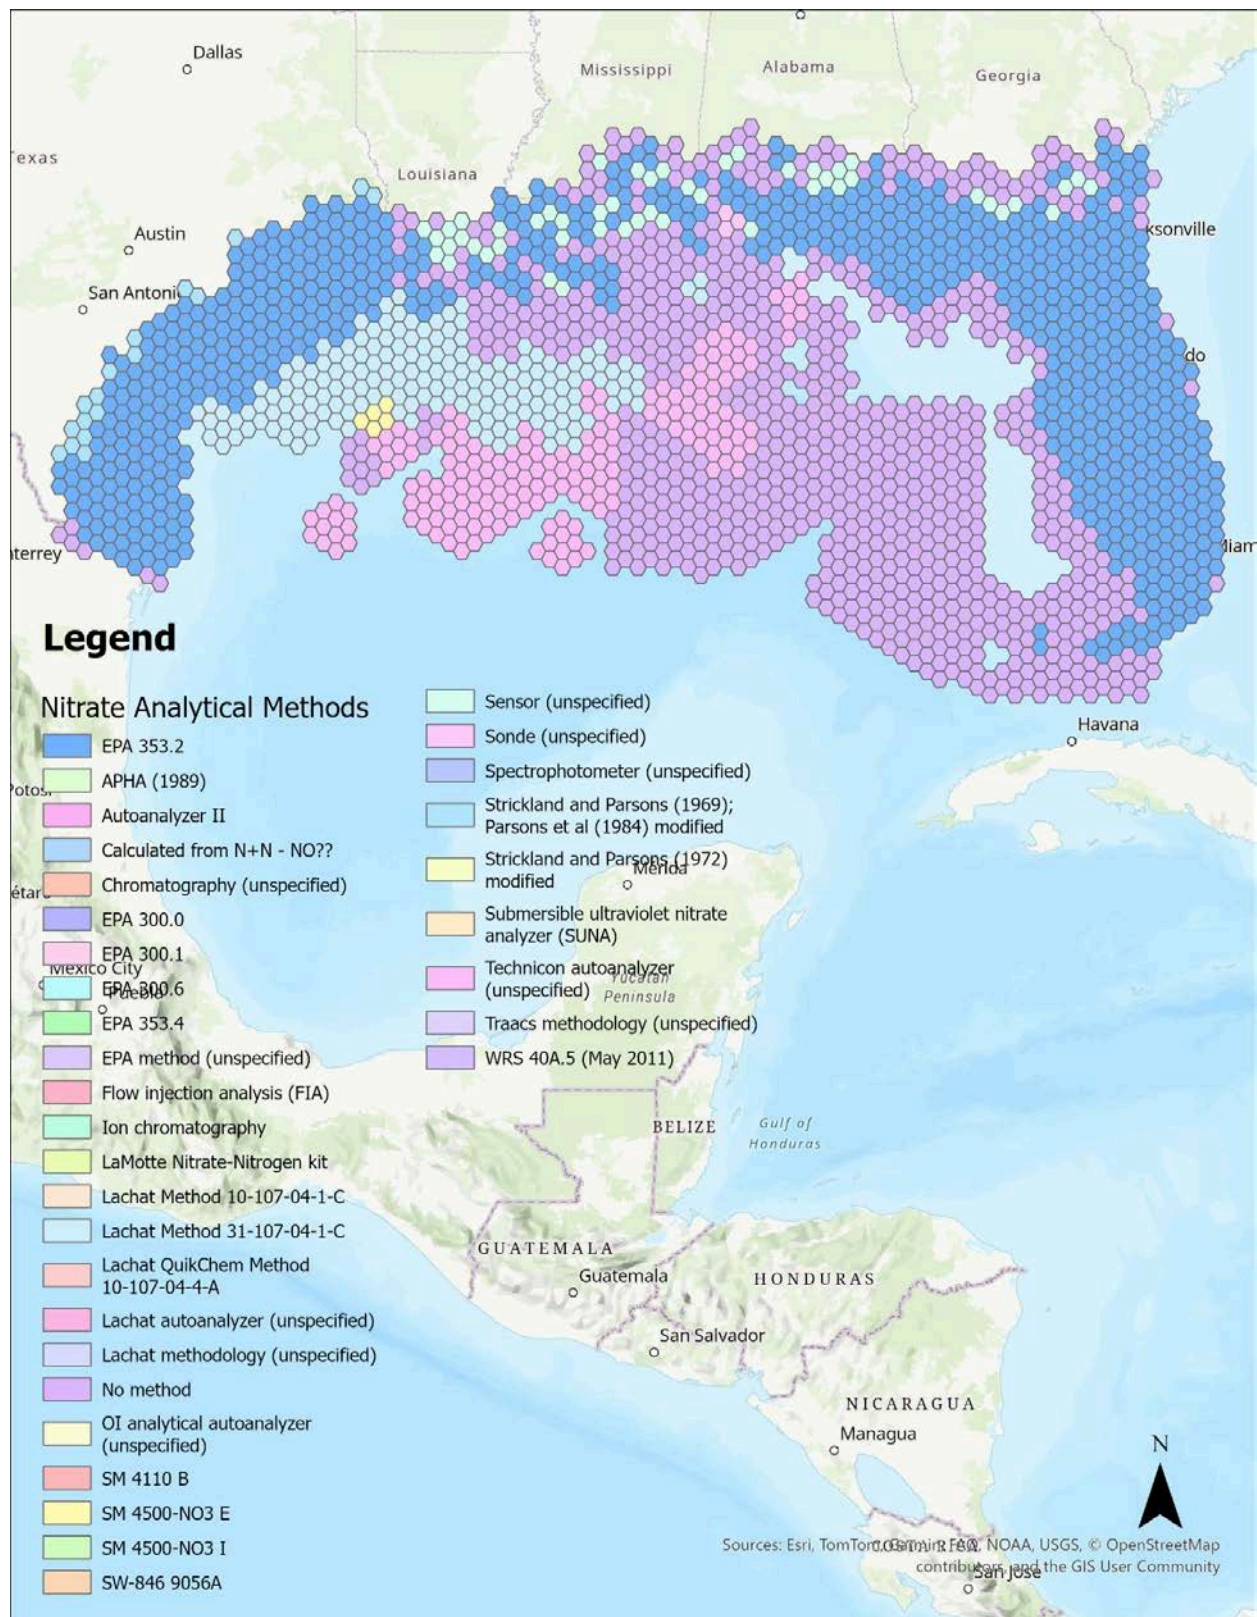 Dallas
Mississippi
Alabama
Georgia
Texas
Louisiana
Austin
ksonville
San Antoni
do
nterrey
Miam
Legend
Nitrate Analytical Methods
EPA 353.2
APHA (1989)
Autoanalyzer II
Calculated from N+N - NO??
Chromatography (unspecified)
EPA 300.0
EPA 300.1
EPA 300.6
EPA 353.4
EPA method (unspecified)
Flow injection analysis (FIA)
Ion chromatography
LaMotte Nitrate-Nitrogen kit
Lachat Method 10-107-04-1-C
Lachat Method 31-107-04-1-C
Lachat QuikChem Method
10-107-04-4-A
Lachat autoanalyzer (unspecified)
Lachat methodology (unspecified)
No method
OI analytical autoanalyzer
(unspecified)
SM 4110 B
SM 4500-NO3 E
SM 4500-NO3 I
SW-846 9056A
Sensor (unspecified)
Sonde (unspecified)
Spectrophotometer (unspecified)
Strickland and Parsons (1969);
Parsons et al (1984) modified
Strickland and Parsons (1972)
modified
Submersible ultraviolet nitrate
analyzer (SUNA)
Technicon autoanalyzer
(unspecified)
Traacs methodology (unspecified)
WRS 40A.5 (May 2011)
Potosí
étaro
Mexico City
Puebla
Havana
Mérida
Yucatán
Peninsula
BELIZE
Gulf of
Honduras
GUATEMALA
Guatemala
HONDURAS
San Salvador
NICARAGUA
Managua
N
COSTA RICA
San José
Sources: Esri, TomTom, Garmin, FAO, NOAA, USGS, © OpenStreetMap
contributors, and the GIS User Community